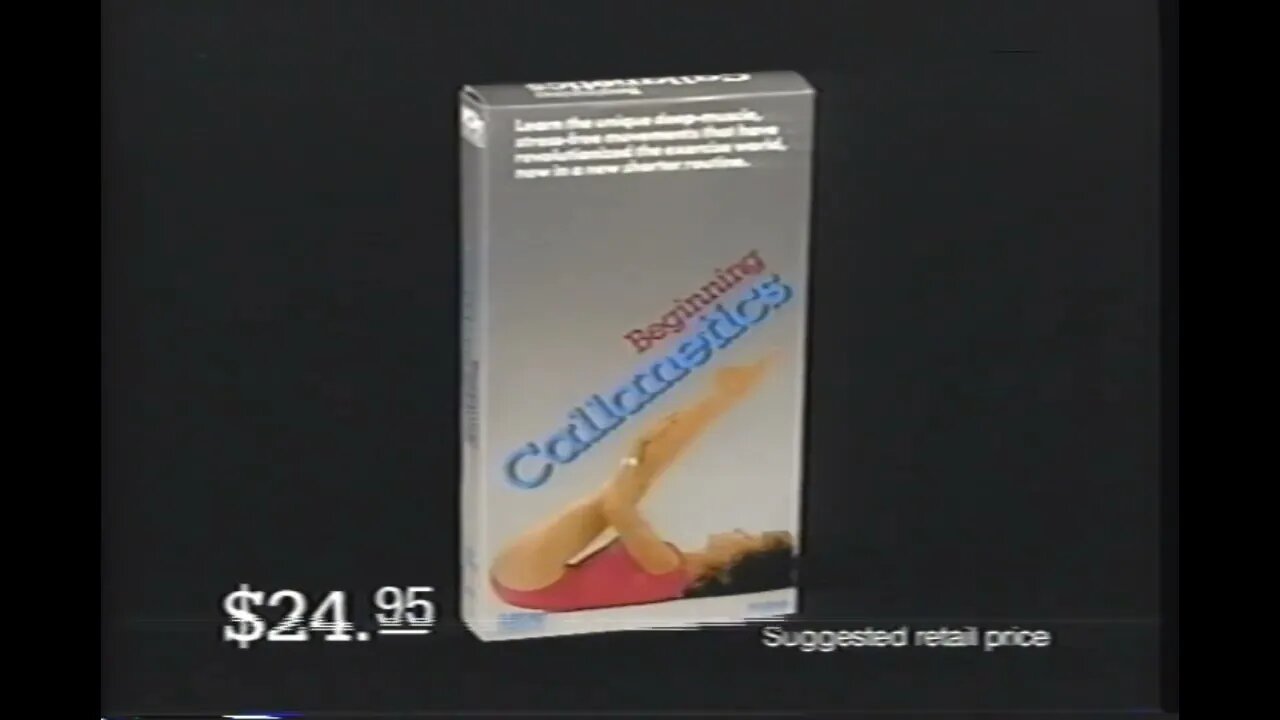 Callanetics
Learn the unique deep-muscle,
stress-free movements that have
revolutionized the exercise world,
now in a new shorter routine.
Beginning
Callanetics
$24.95
Suggested retail price